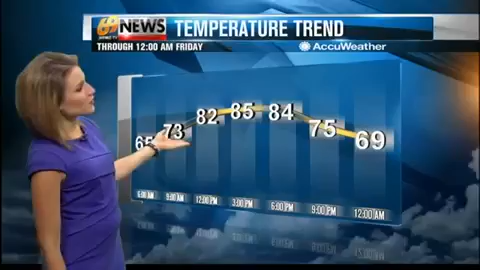 69 NEWS
TEMPERATURE TREND
THROUGH 12:00 AM FRIDAY
AccuWeather
65 73 82 85 84 75 69
6:00 AM 9:00 AM 12:00 PM 3:00 PM 6:00 PM 9:00 PM 12:00 AM